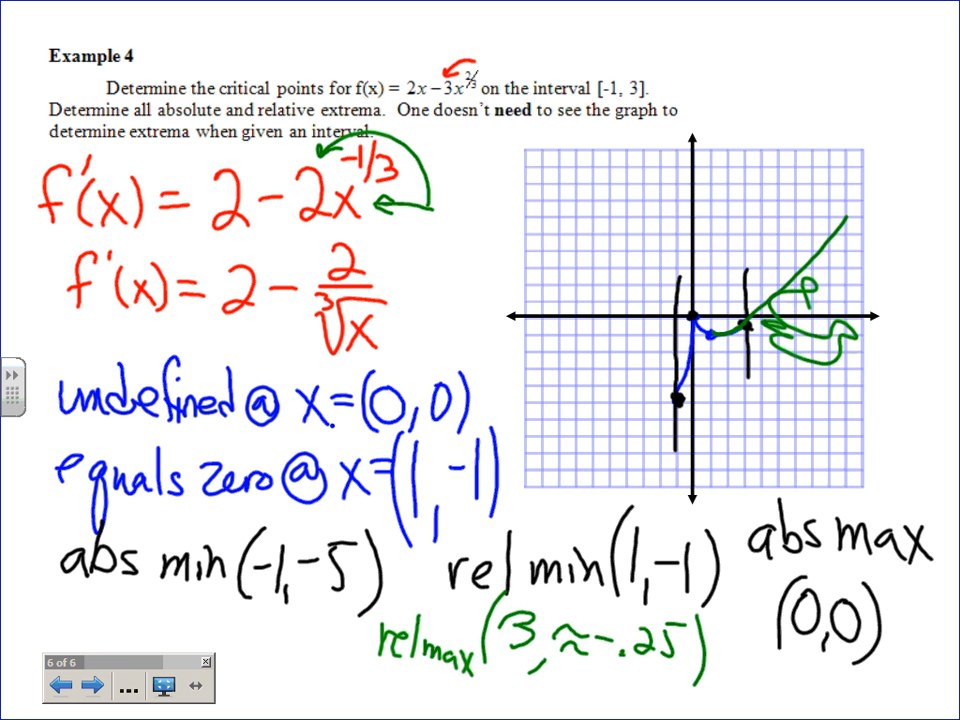 Example 4
Determine the critical points for f(x) = 2x − 3x^(2/3) on the interval [-1, 3].
Determine all absolute and relative extrema. One doesn't need to see the graph to
determine extrema when given an interval.
f'(x) = 2 − 2x^(-1/3)
f'(x) = 2 − 2/∛x
undefined @ x=(0,0)
equals zero @ x=(1,-1)
abs min(-1,-5)
rel min(1,-1)
abs max
(0,0)
rel max(3,≈-.25)
6 of 6